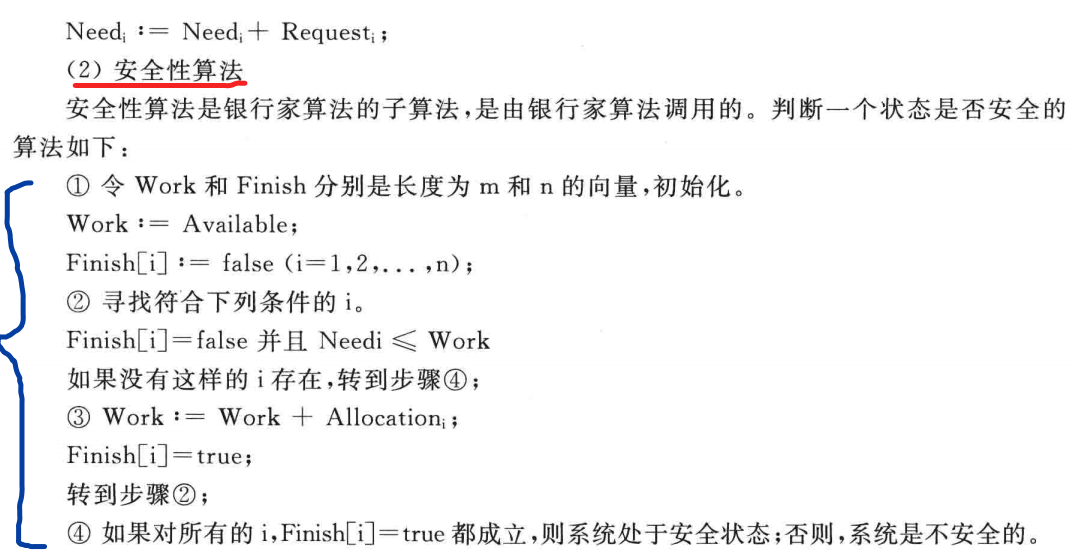 Needᵢ := Needᵢ + Requestᵢ;
(2) 安全性算法
安全性算法是银行家算法的子算法,是由银行家算法调用的。判断一个状态是否安全的
算法如下:
① 令 Work 和 Finish 分别是长度为 m 和 n 的向量,初始化。
Work := Available;
Finish[i] := false (i=1,2,...,n);
② 寻找符合下列条件的 i。
Finish[i]=false 并且 Needi ⩽ Work
如果没有这样的 i 存在,转到步骤④;
③ Work := Work + Allocationᵢ;
Finish[i]=true;
转到步骤②;
④ 如果对所有的 i,Finish[i]=true 都成立,则系统处于安全状态;否则,系统是不安全的。